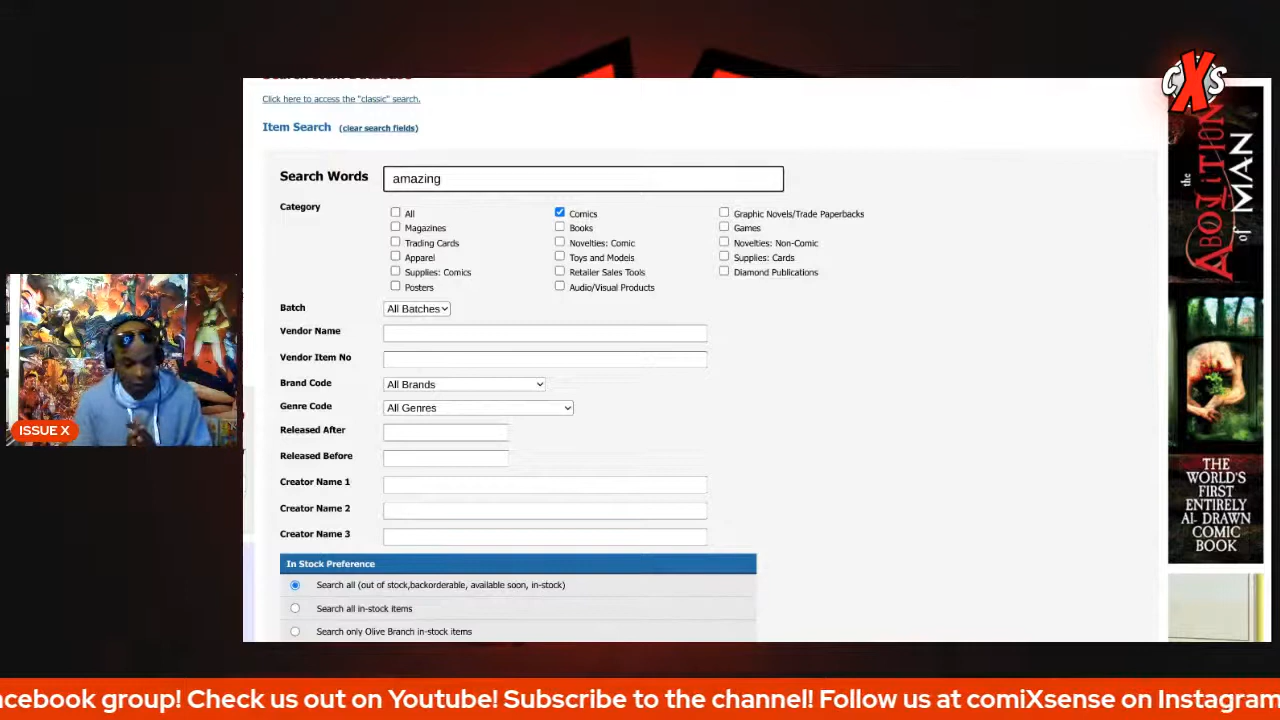 Click here to access the "classic" search.
Item Search (clear search fields)
Search Words amazing
Category
All Comics Graphic Novels/Trade Paperbacks
Magazines Books Games
Trading Cards Novelties: Comic Novelties: Non-Comic
Apparel Toys and Models Supplies: Cards
Supplies: Comics Retailer Sales Tools Diamond Publications
Posters Audio/Visual Products
Batch All Batches
Vendor Name
Vendor Item No
Brand Code All Brands
Genre Code All Genres
Released After
Released Before
Creator Name 1
Creator Name 2
Creator Name 3
In Stock Preference
Search all (out of stock,backorderable, available soon, in-stock)
Search all in-stock items
Search only Olive Branch in-stock items
ISSUE X
CXS
the ABOLITION
of MAN
THE
WORLD'S
FIRST
ENTIRELY
AI- DRAWN
COMIC
BOOK
acebook group! Check us out on Youtube! Subscribe to the channel! Follow us at comiXsense on Instagram